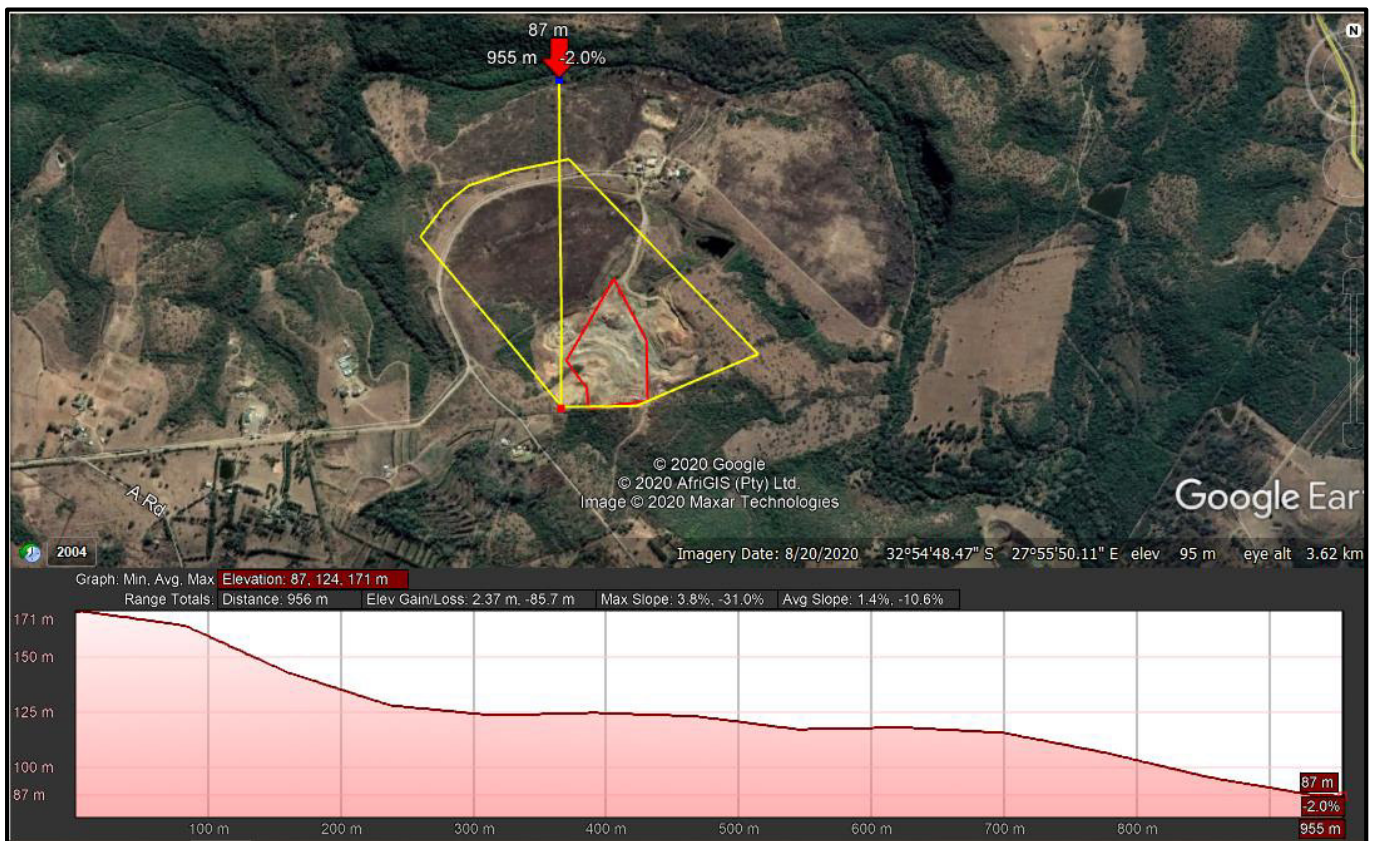 87 m
955 m -2.0%
N
A Rd
© 2020 Google
© 2020 AfriGIS (Pty) Ltd.
Image © 2020 Maxar Technologies
Google Ear
2004
Imagery Date: 8/20/2020 32°54'48.47" S 27°55'50.11" E elev 95 m eye alt 3.62 km
Graph: Min, Avg, Max Elevation: 87, 124, 171 m
Range Totals: Distance: 956 m Elev Gain/Loss: 2.37 m, -85.7 m Max Slope: 3.8%, -31.0% Avg Slope: 1.4%, -10.6%
171 m
150 m
125 m
100 m
87 m
87 m
-2.0%
100 m 200 m 300 m 400 m 500 m 600 m 700 m 800 m 955 m